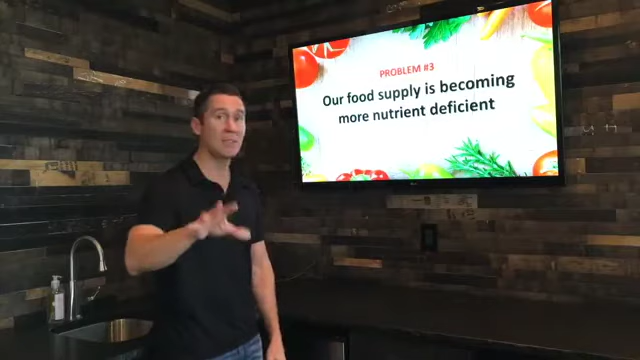 PROBLEM #3
Our food supply is becoming
more nutrient deficient